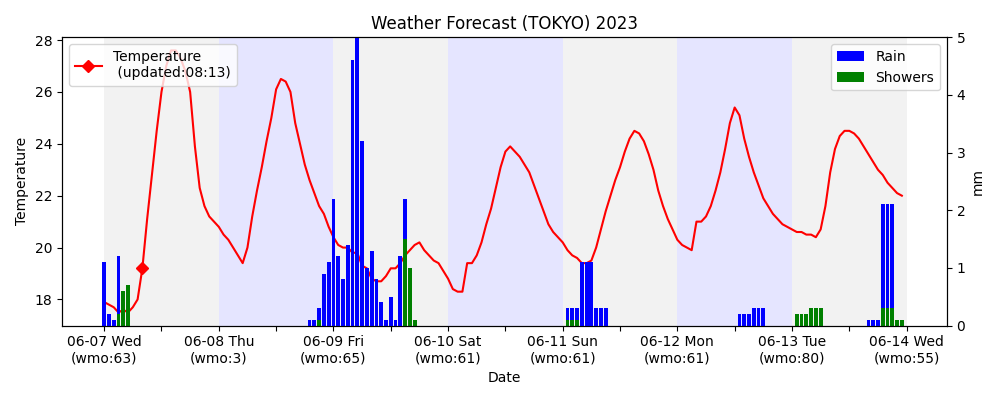 Weather Forecast (TOKYO) 2023
Temperature
(updated:08:13)
Rain
Showers
28
26
24
22
20
18
Temperature
5
4
3
2
1
0
mm
06-07 Wed
(wmo:63)
06-08 Thu
(wmo:3)
06-09 Fri
(wmo:65)
06-10 Sat
(wmo:61)
06-11 Sun
(wmo:61)
06-12 Mon
(wmo:61)
06-13 Tue
(wmo:80)
06-14 Wed
(wmo:55)
Date